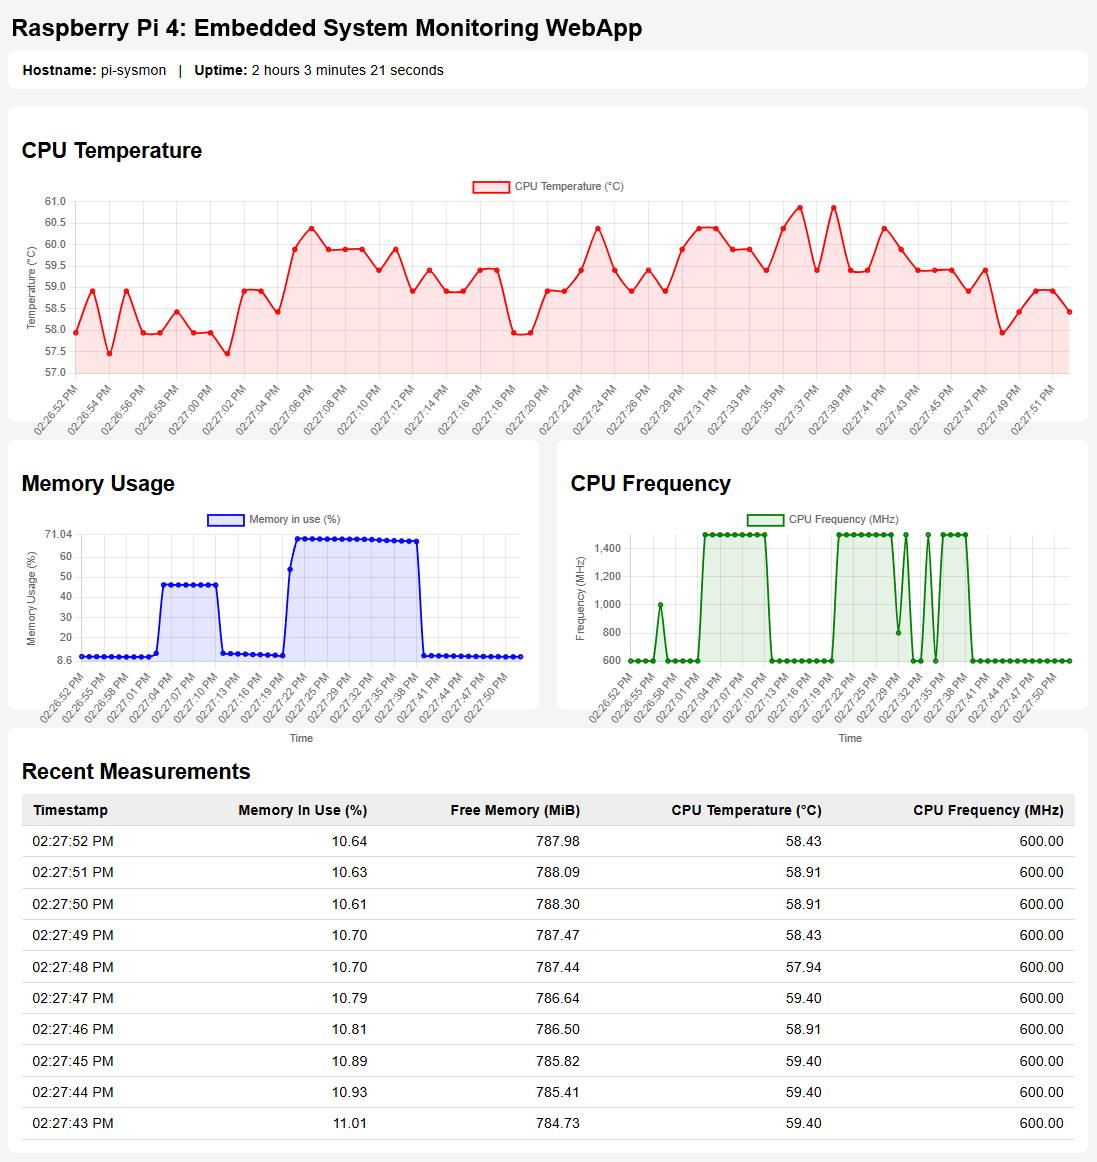 Raspberry Pi 4: Embedded System Monitoring WebApp
Hostname: pi-sysmon | Uptime: 2 hours 3 minutes 21 seconds
CPU Temperature
CPU Temperature (°C)
Temperature (°C)
61.0
60.5
60.0
59.5
59.0
58.5
58.0
57.5
57.0
02:26:52 PM
02:26:54 PM
02:26:56 PM
02:26:58 PM
02:27:00 PM
02:27:02 PM
02:27:04 PM
02:27:06 PM
02:27:08 PM
02:27:10 PM
02:27:12 PM
02:27:14 PM
02:27:16 PM
02:27:18 PM
02:27:20 PM
02:27:22 PM
02:27:24 PM
02:27:26 PM
02:27:29 PM
02:27:31 PM
02:27:33 PM
02:27:35 PM
02:27:37 PM
02:27:39 PM
02:27:41 PM
02:27:43 PM
02:27:45 PM
02:27:47 PM
02:27:49 PM
02:27:51 PM
Memory Usage
Memory in use (%)
Memory Usage (%)
71.04
60
50
40
30
20
8.6
02:26:52 PM
02:26:55 PM
02:26:58 PM
02:27:01 PM
02:27:04 PM
02:27:07 PM
02:27:10 PM
02:27:13 PM
02:27:16 PM
02:27:19 PM
02:27:22 PM
02:27:25 PM
02:27:29 PM
02:27:32 PM
02:27:35 PM
02:27:38 PM
02:27:41 PM
02:27:44 PM
02:27:47 PM
02:27:50 PM
Time
CPU Frequency
CPU Frequency (MHz)
Frequency (MHz)
1,400
1,200
1,000
800
600
02:26:52 PM
02:26:55 PM
02:26:58 PM
02:27:01 PM
02:27:04 PM
02:27:07 PM
02:27:10 PM
02:27:13 PM
02:27:16 PM
02:27:19 PM
02:27:22 PM
02:27:25 PM
02:27:29 PM
02:27:32 PM
02:27:35 PM
02:27:38 PM
02:27:41 PM
02:27:44 PM
02:27:47 PM
02:27:50 PM
Time
Recent Measurements
Timestamp Memory In Use (%) Free Memory (MiB) CPU Temperature (°C) CPU Frequency (MHz)
02:27:52 PM 10.64 787.98 58.43 600.00
02:27:51 PM 10.63 788.09 58.91 600.00
02:27:50 PM 10.61 788.30 58.91 600.00
02:27:49 PM 10.70 787.47 58.43 600.00
02:27:48 PM 10.70 787.44 57.94 600.00
02:27:47 PM 10.79 786.64 59.40 600.00
02:27:46 PM 10.81 786.50 58.91 600.00
02:27:45 PM 10.89 785.82 59.40 600.00
02:27:44 PM 10.93 785.41 59.40 600.00
02:27:43 PM 11.01 784.73 59.40 600.00